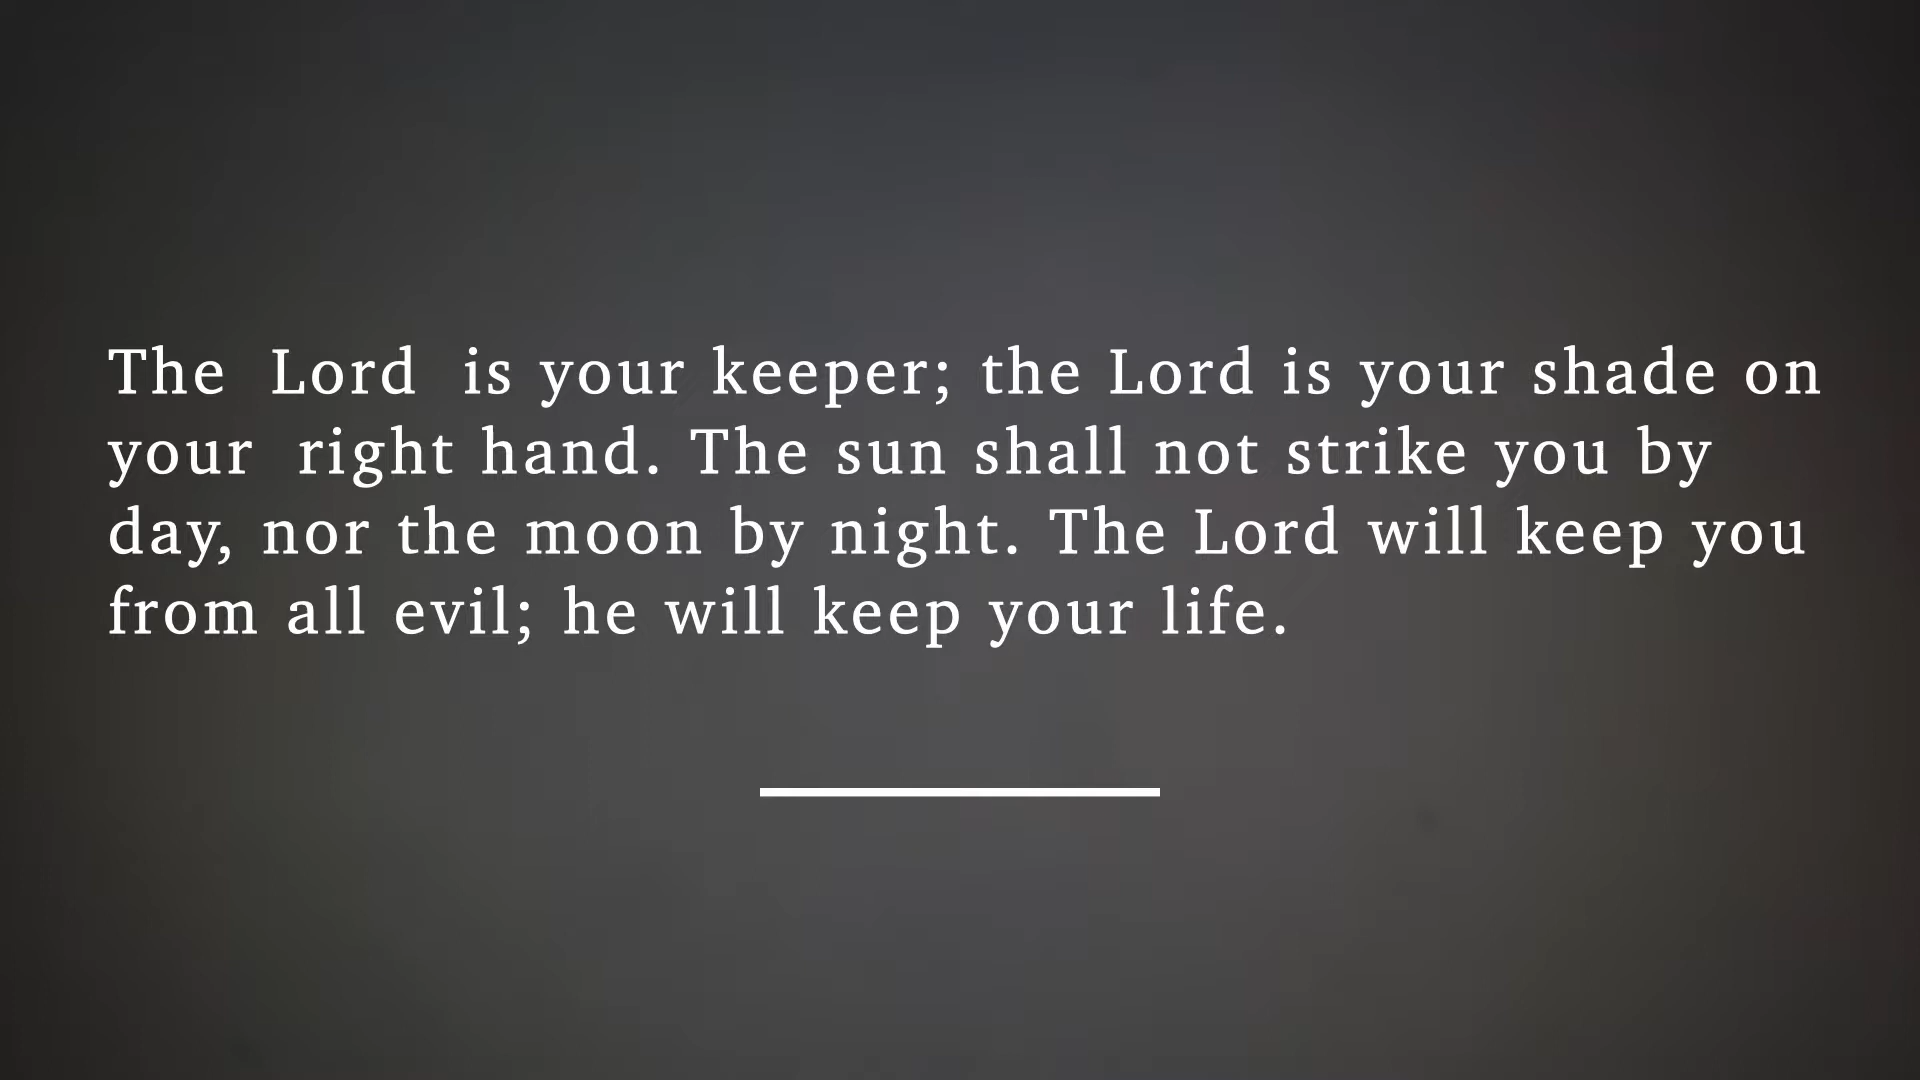 The Lord is your keeper; the Lord is your shade on
your right hand. The sun shall not strike you by
day, nor the moon by night. The Lord will keep you
from all evil; he will keep your life.